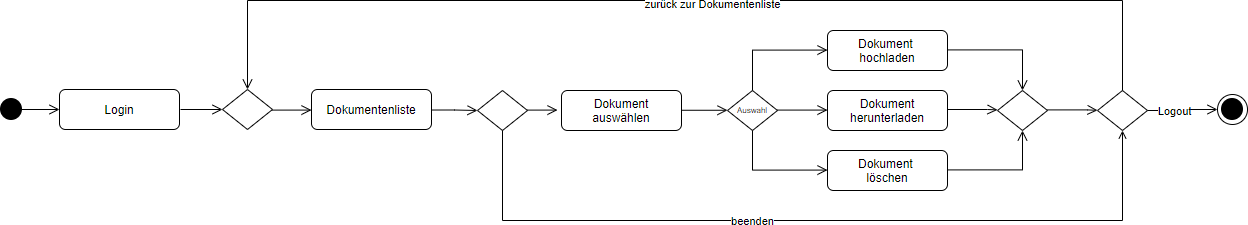 zurück zur Dokumentenliste
Login
Dokumentenliste
Dokument
auswählen
Auswahl
Dokument
hochladen
Dokument
herunterladen
Dokument
löschen
Logout
beenden